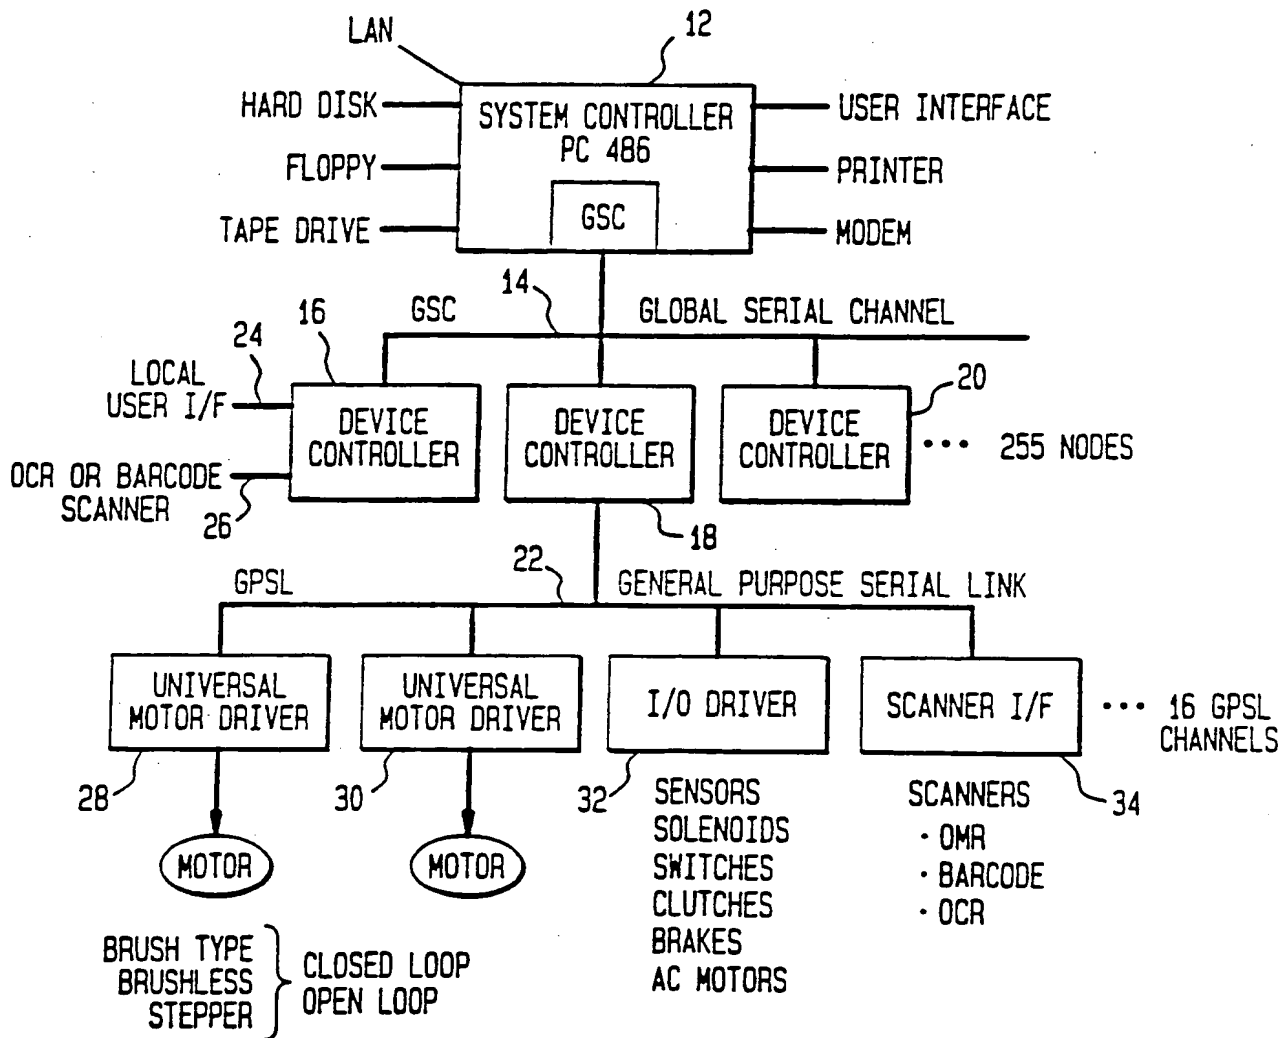 LAN
12
HARD DISK
SYSTEM CONTROLLER
PC 486
USER INTERFACE
FLOPPY
PRINTER
TAPE DRIVE
GSC
MODEM
14
16
GSC
GLOBAL SERIAL CHANNEL
24
LOCAL
USER I/F
20
DEVICE
CONTROLLER
DEVICE
CONTROLLER
DEVICE
CONTROLLER
••• 255 NODES
OCR OR BARCODE
SCANNER
26
18
22
GPSL
GENERAL PURPOSE SERIAL LINK
UNIVERSAL
MOTOR DRIVER
UNIVERSAL
MOTOR DRIVER
I/O DRIVER
SCANNER I/F
••• 16 GPSL
CHANNELS
28
30
32
34
MOTOR
MOTOR
SENSORS
SOLENOIDS
SWITCHES
CLUTCHES
BRAKES
AC MOTORS
SCANNERS
· OMR
· BARCODE
· OCR
BRUSH TYPE
BRUSHLESS
STEPPER
CLOSED LOOP
OPEN LOOP